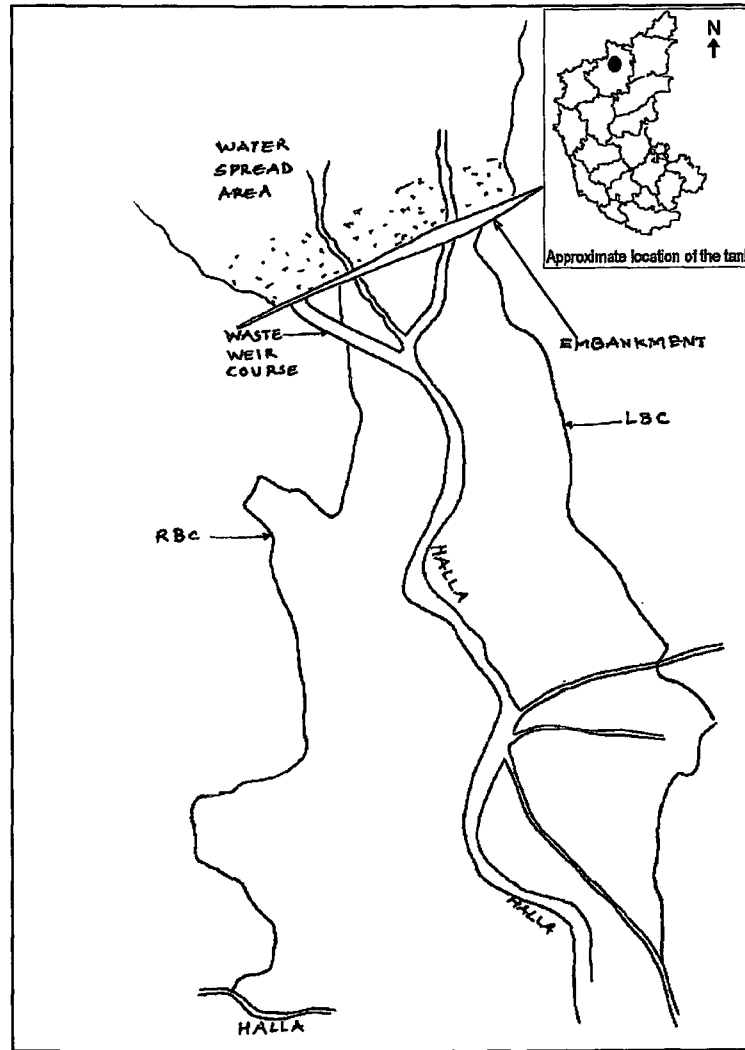 N
WATER
SPREAD
AREA
Approximate location of the tank
WASTE
WEIR
COURSE
EMBANKMENT
LBC
RBC
HALLA
HALLA
HALLA